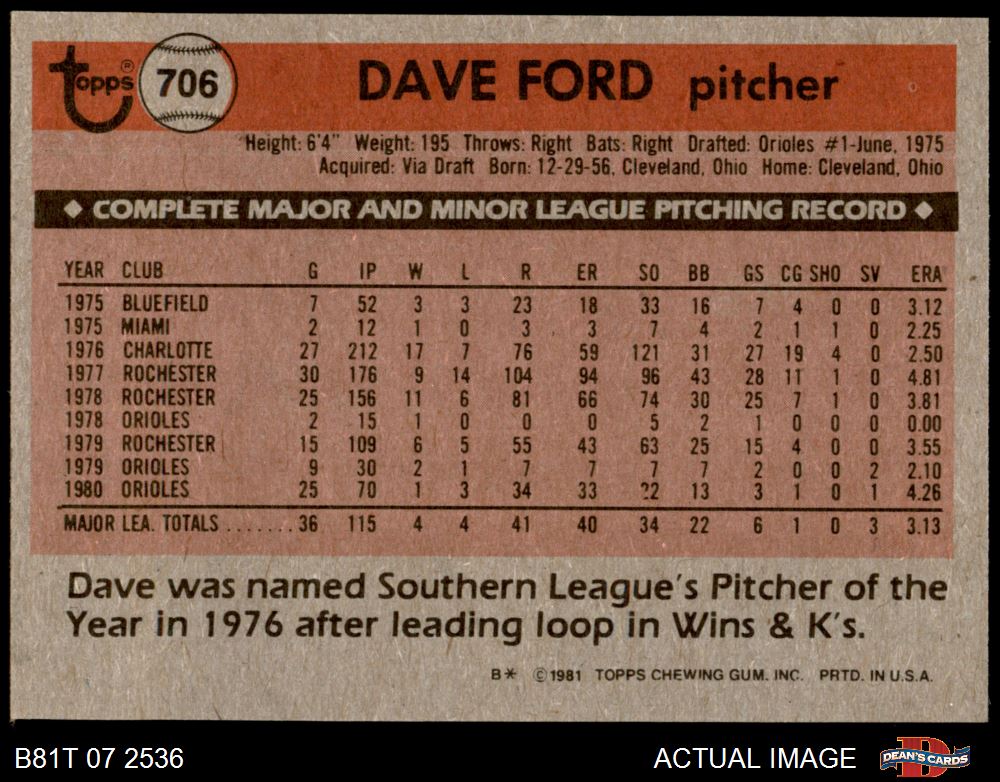 topps® 706 DAVE FORD pitcher
Height: 6'4" Weight: 195 Throws: Right Bats: Right Drafted: Orioles #1-June, 1975
Acquired: Via Draft Born: 12-29-56, Cleveland, Ohio Home: Cleveland, Ohio
◆ COMPLETE MAJOR AND MINOR LEAGUE PITCHING RECORD ◆
YEAR CLUB G IP W L R ER SO BB GS CG SHO SV ERA
1975 BLUEFIELD 7 52 3 3 23 18 33 16 7 4 0 0 3.12
1975 MIAMI 2 12 1 0 3 3 7 4 2 1 1 0 2.25
1976 CHARLOTTE 27 212 17 7 76 59 121 31 27 19 4 0 2.50
1977 ROCHESTER 30 176 9 14 104 94 96 43 28 11 1 0 4.81
1978 ROCHESTER 25 156 11 6 81 66 74 30 25 7 1 0 3.81
1978 ORIOLES 2 15 1 0 0 0 5 2 1 0 0 0 0.00
1979 ROCHESTER 15 109 6 5 55 43 63 25 15 4 0 0 3.55
1979 ORIOLES 9 30 2 1 7 7 7 7 2 0 0 2 2.10
1980 ORIOLES 25 70 1 3 34 33 22 13 3 1 0 1 4.26
MAJOR LEA. TOTALS.......36 115 4 4 41 40 34 22 6 1 0 3 3.13
Dave was named Southern League's Pitcher of the
Year in 1976 after leading loop in Wins & K's.
B* ©1981 TOPPS CHEWING GUM. INC. PRTD. IN U.S.A.
B81T 07 2536 ACTUAL IMAGE DEAN'S CARDS